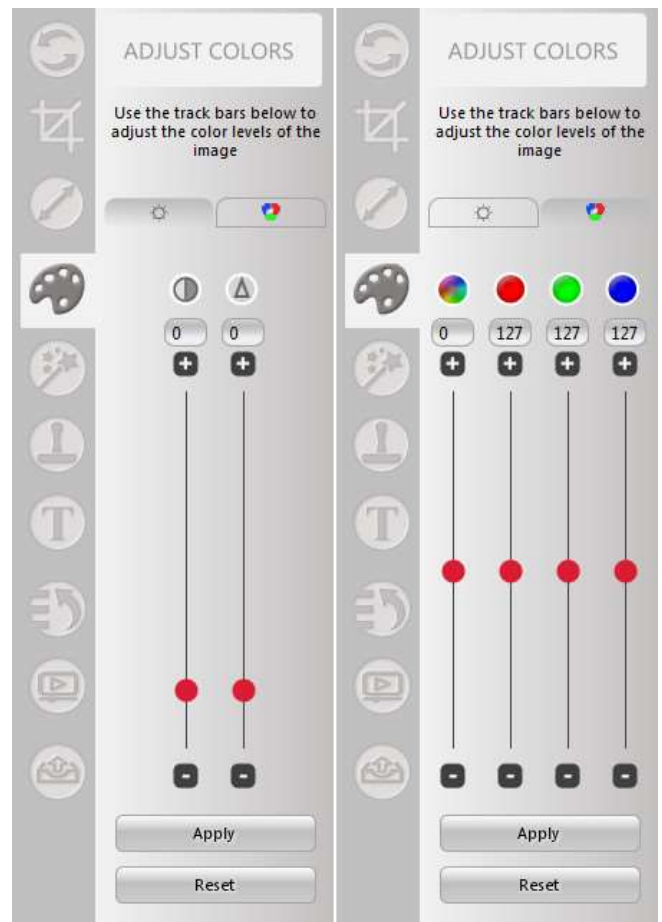 ADJUST COLORS
Use the track bars below to
adjust the color levels of the
image
0 0
+ +
- -
T
Apply
Reset
ADJUST COLORS
Use the track bars below to
adjust the color levels of the
image
0 127 127 127
+ + + +
T
- - - -
Apply
Reset